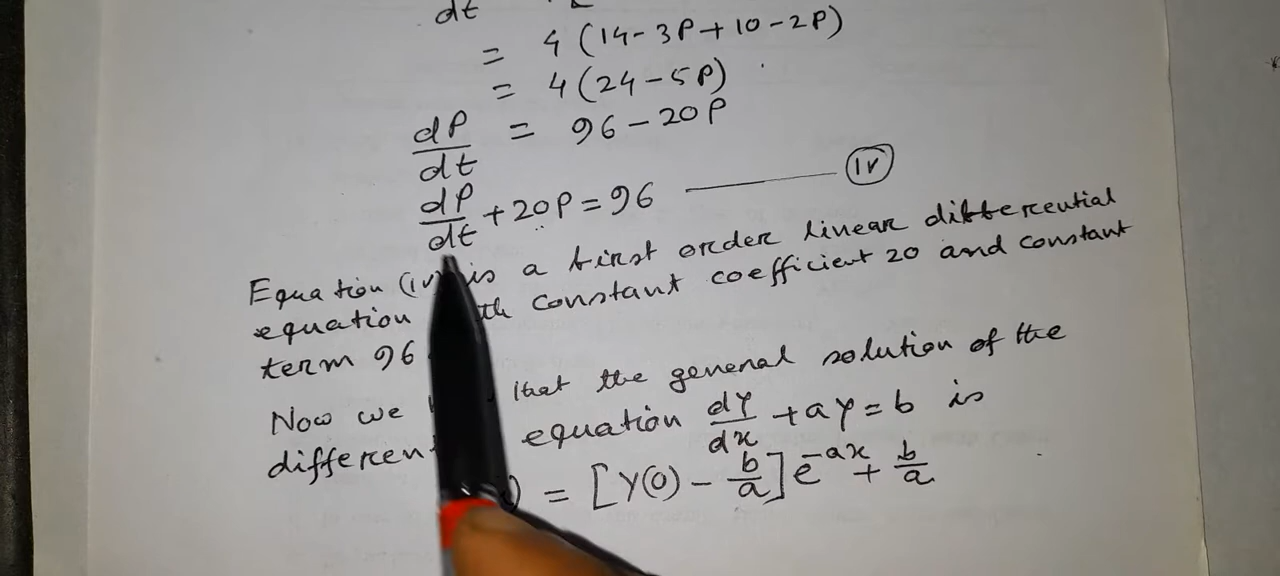 dt
= 4(14-3P+10-2P)
= 4(24-5P)
dP/dt = 96-20P
dP/dt + 20P = 96 (iv)
Equation (iv) is a first order linear differential
equation th constant coefficient 20 and constant
term 96
Now we that the general solution of the
differen equation dY/dx + aY = b is
) = [Y(0) - b/a] e^-ax + b/a